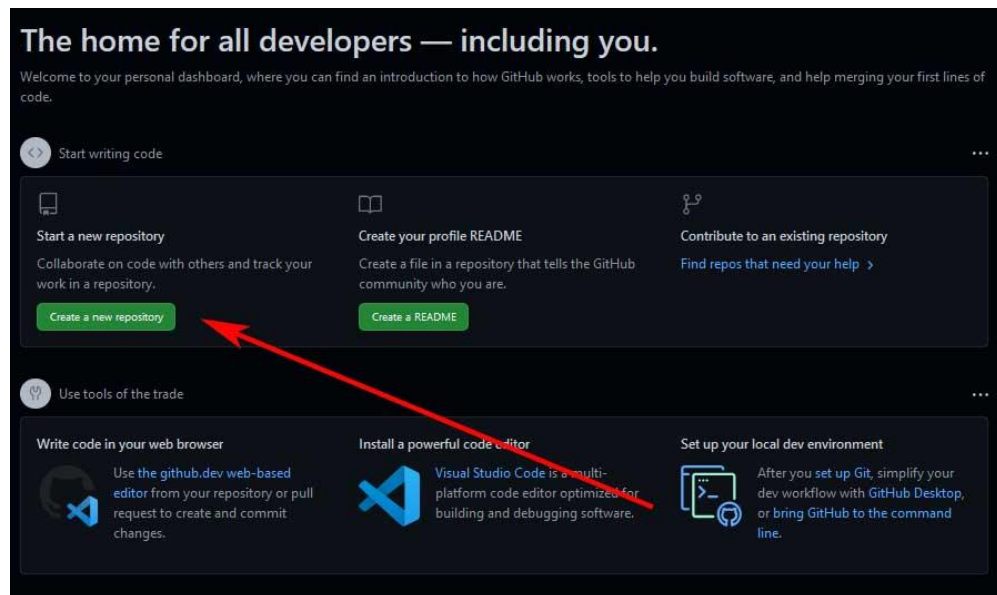 The home for all developers — including you.
Welcome to your personal dashboard, where you can find an introduction to how GitHub works, tools to help you build software, and help merging your first lines of
code.
Start writing code
Start a new repository
Collaborate on code with others and track your
work in a repository.
Create a new repository
Create your profile README
Create a file in a repository that tells the GitHub
community who you are.
Create a README
Contribute to an existing repository
Find repos that need your help >
Use tools of the trade
Write code in your web browser
Use the github.dev web-based
editor from your repository or pull
request to create and commit
changes.
Install a powerful code editor
Visual Studio Code is a multi-
platform code editor optimized for
building and debugging software.
Set up your local dev environment
After you set up Git, simplify your
dev workflow with GitHub Desktop,
or bring GitHub to the command
line.